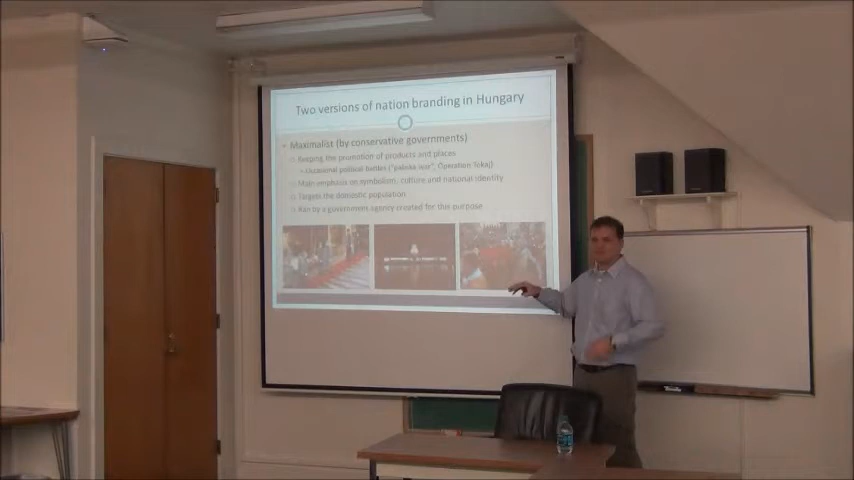 Two versions of nation branding in Hungary
Maximalist (by conservative governments)
Keeping the promotion of products and places
Occasional political battles ("palinka war", Operation Tokaj)
Main emphasis on symbolism, culture and national identity
Targets the domestic population
Ran by a government agency created for this purpose